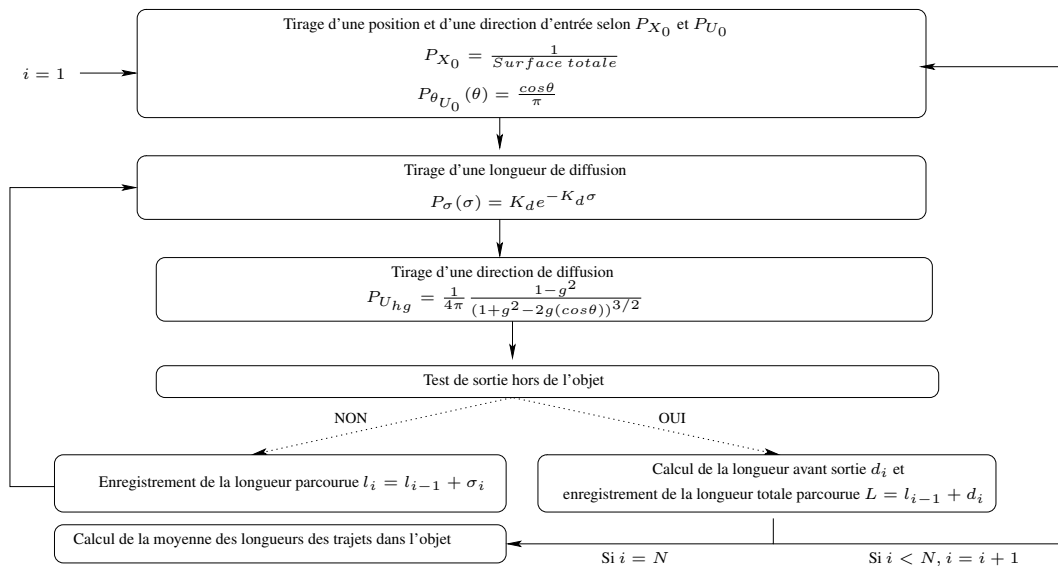 Tirage d'une position et d'une direction d'entrée selon $P_{X_0}$ et $P_{U_0}$
$P_{X_0} = \frac{1}{Surface\ totale}$
$i = 1$
$P_{\theta_{U_0}}(\theta) = \frac{cos\theta}{\pi}$
Tirage d'une longueur de diffusion
$P_\sigma(\sigma) = K_d e^{-K_d \sigma}$
Tirage d'une direction de diffusion
$P_{U_{hg}} = \frac{1}{4\pi} \frac{1-g^2}{(1+g^2-2g(cos\theta))^{3/2}}$
Test de sortie hors de l'objet
NON
OUI
Enregistrement de la longueur parcourue $l_i = l_{i-1} + \sigma_i$
Calcul de la longueur avant sortie $d_i$ et
enregistrement de la longueur totale parcourue $L = l_{i-1} + d_i$
Calcul de la moyenne des longueurs des trajets dans l'objet
Si $i = N$
Si $i < N$, $i = i + 1$